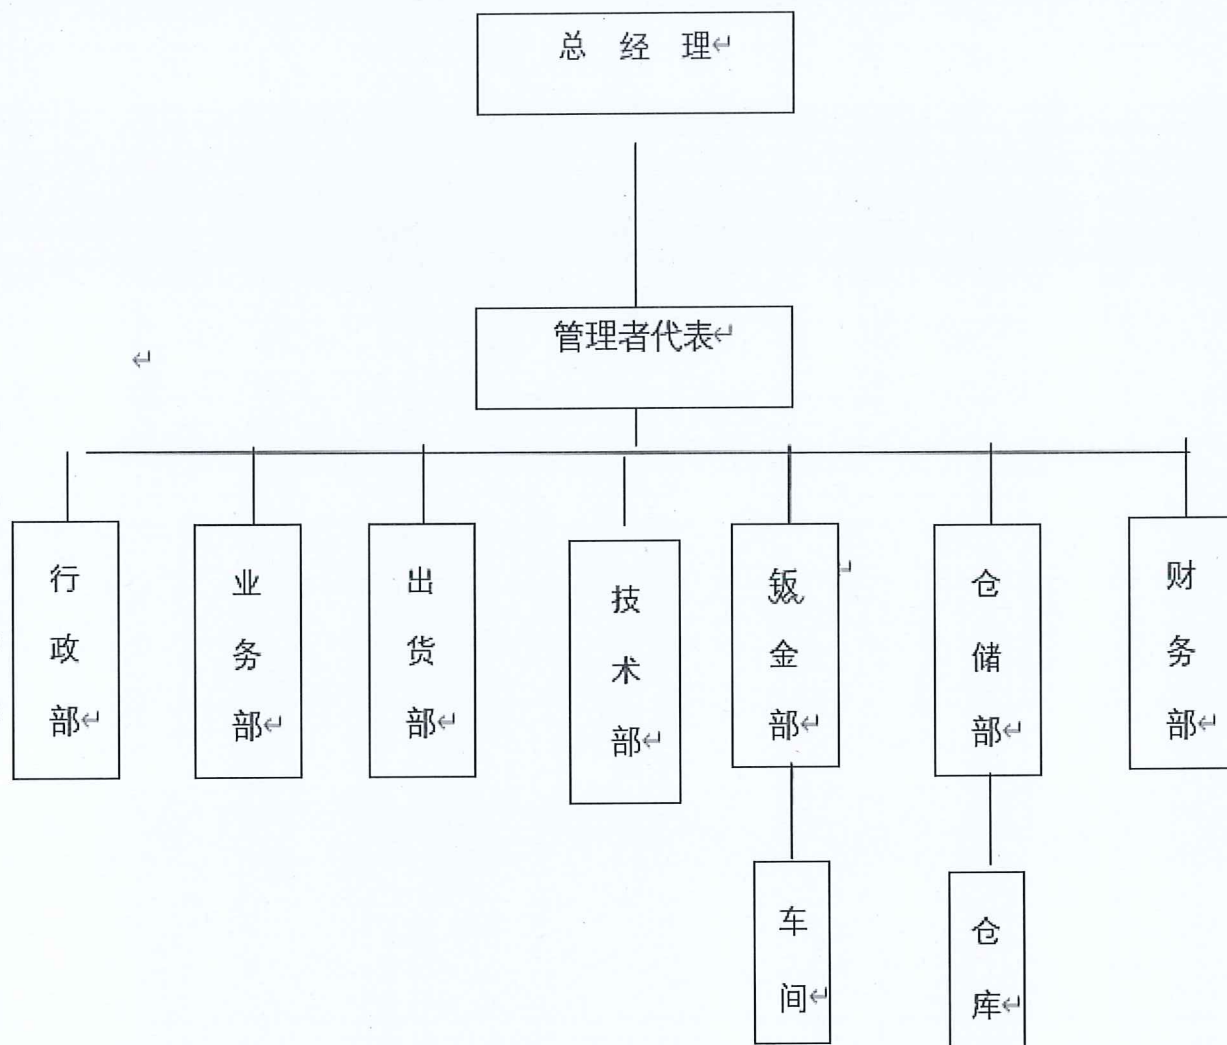 总 经 理
管理者代表
行政部
业务部
出货部
技术部
钣金部
仓储部
财务部
车间
仓库